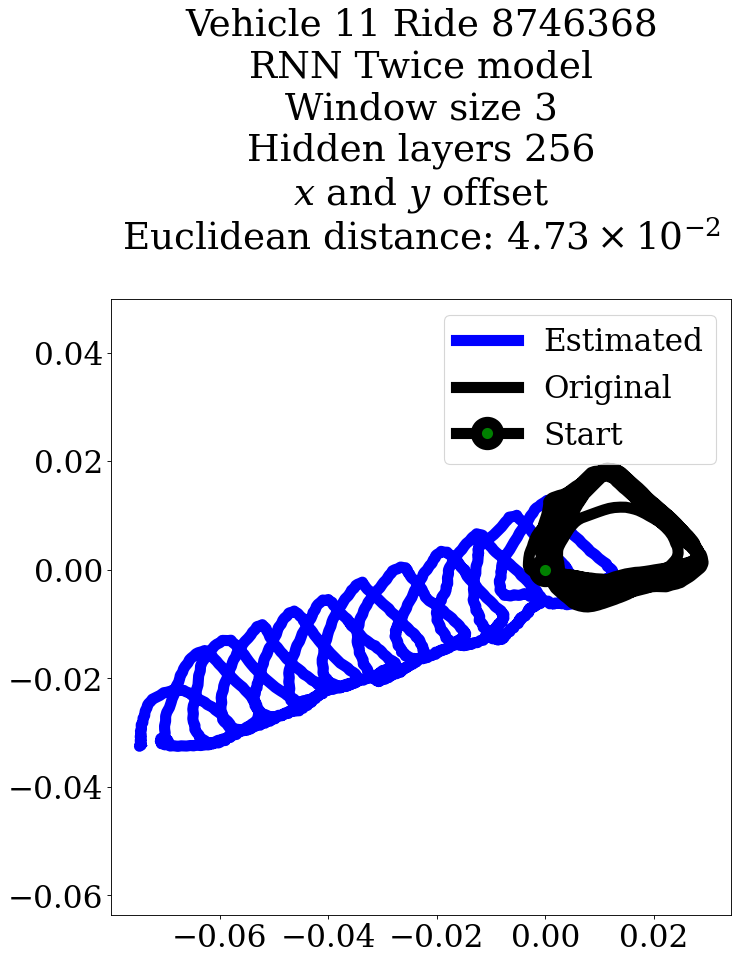 Vehicle 11 Ride 8746368
RNN Twice model
Window size 3
Hidden layers 256
x and y offset
Euclidean distance: 4.73 × 10⁻²
Estimated
Original
Start
0.04
0.02
0.00
−0.02
−0.04
−0.06
−0.06 −0.04 −0.02 0.00 0.02